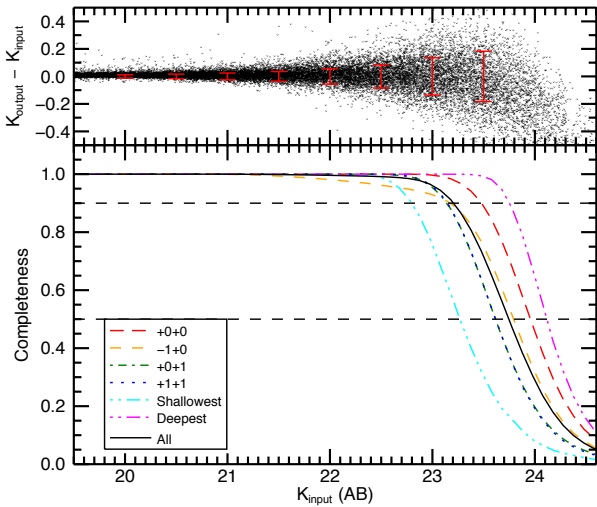 K_output − K_input
0.4
0.2
0.0
−0.2
−0.4
Completeness
1.0
0.8
0.6
0.4
0.2
0.0
+0+0
−1+0
+0+1
+1+1
Shallowest
Deepest
All
20 21 22 23 24
K_input (AB)